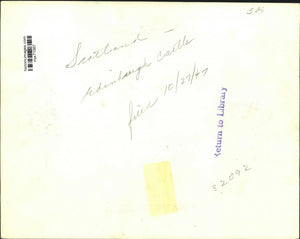 Scotland -
Edinburgh Castle
filed 10/27/47
Return to Library
32092